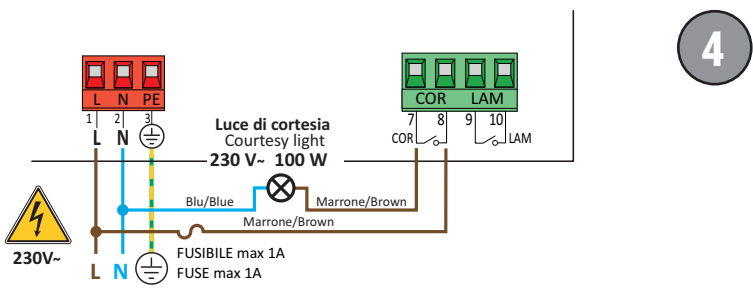 4
L N PE
COR LAM
1 2 3
7 8 9 10
L N
COR
LAM
Luce di cortesia
Courtesy light
230 V~ 100 W
Blu/Blue
Marrone/Brown
Marrone/Brown
230V~
FUSIBILE max 1A
L N
FUSE max 1A